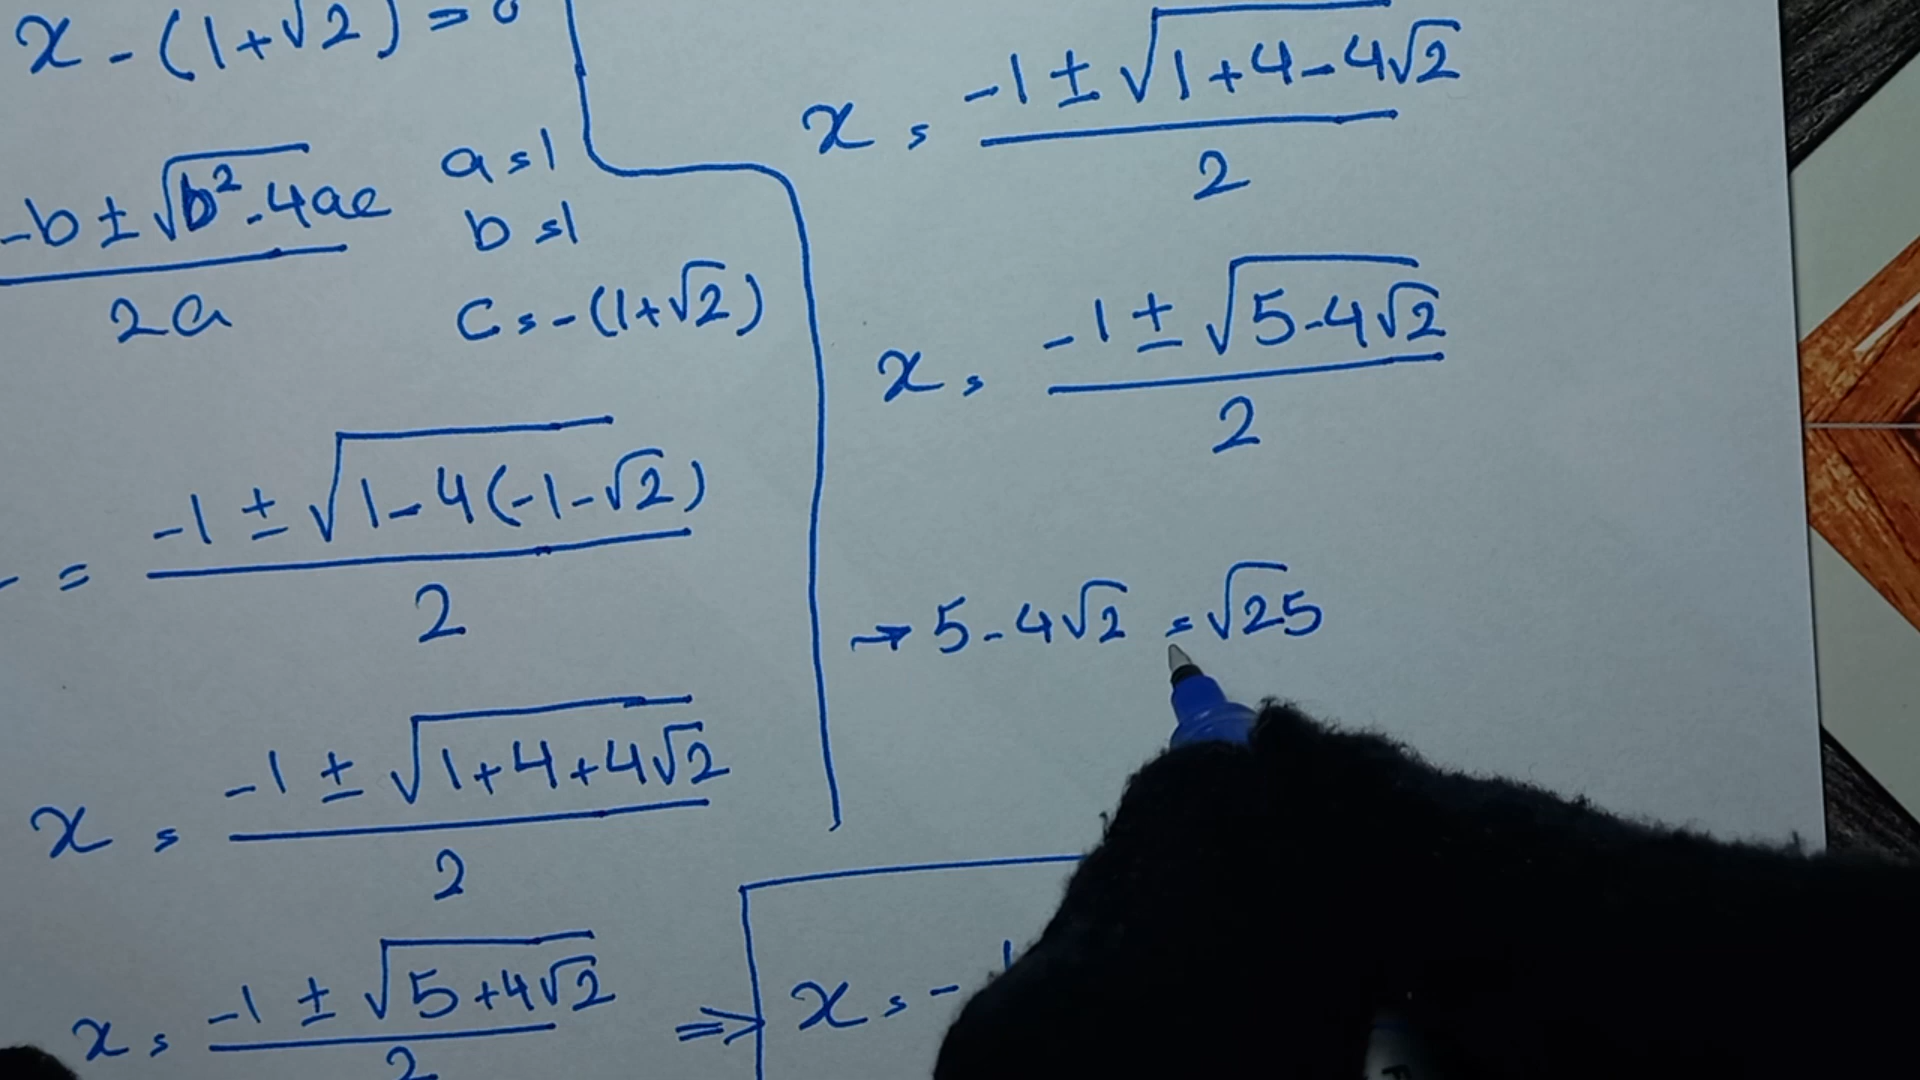 x - (1+√2) = 0
-b ± √b² - 4ac / 2a
a = 1
b = 1
c = -(1+√2)
= -1 ± √1 - 4(-1 - √2) / 2
x = -1 ± √1+4+4√2 / 2
x = -1 ± √5+4√2 / 2
⇒ x = -
x = -1 ± √1+4-4√2 / 2
x = -1 ± √5-4√2 / 2
→ 5 - 4√2 = √25